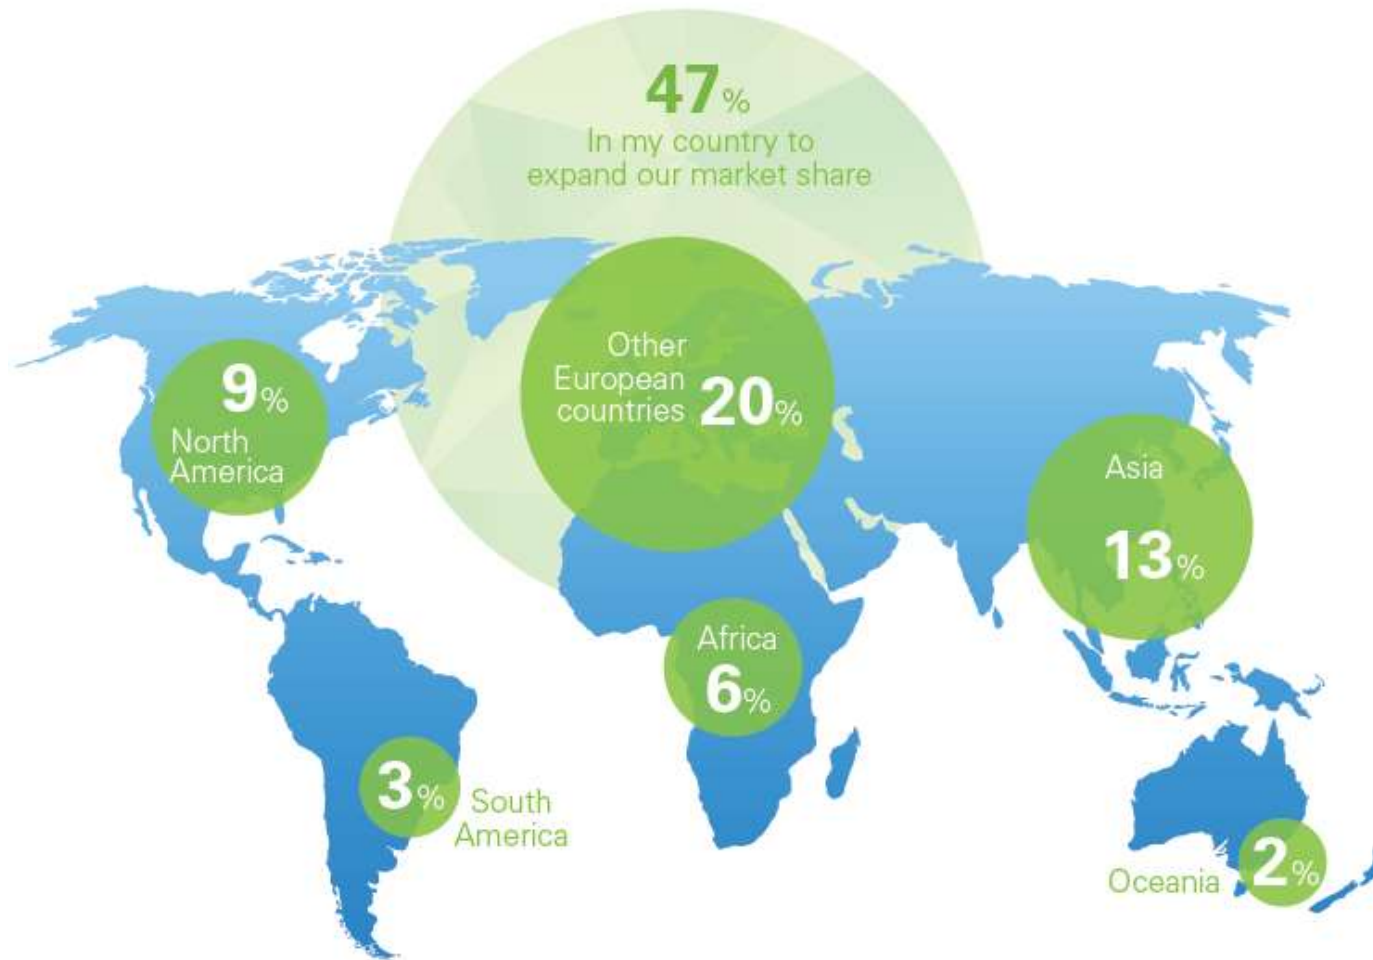 47%
In my country to
expand our market share
Other
European
countries 20%
9%
North
America
Asia
13%
Africa
6%
3%
South
America
Oceania 2%